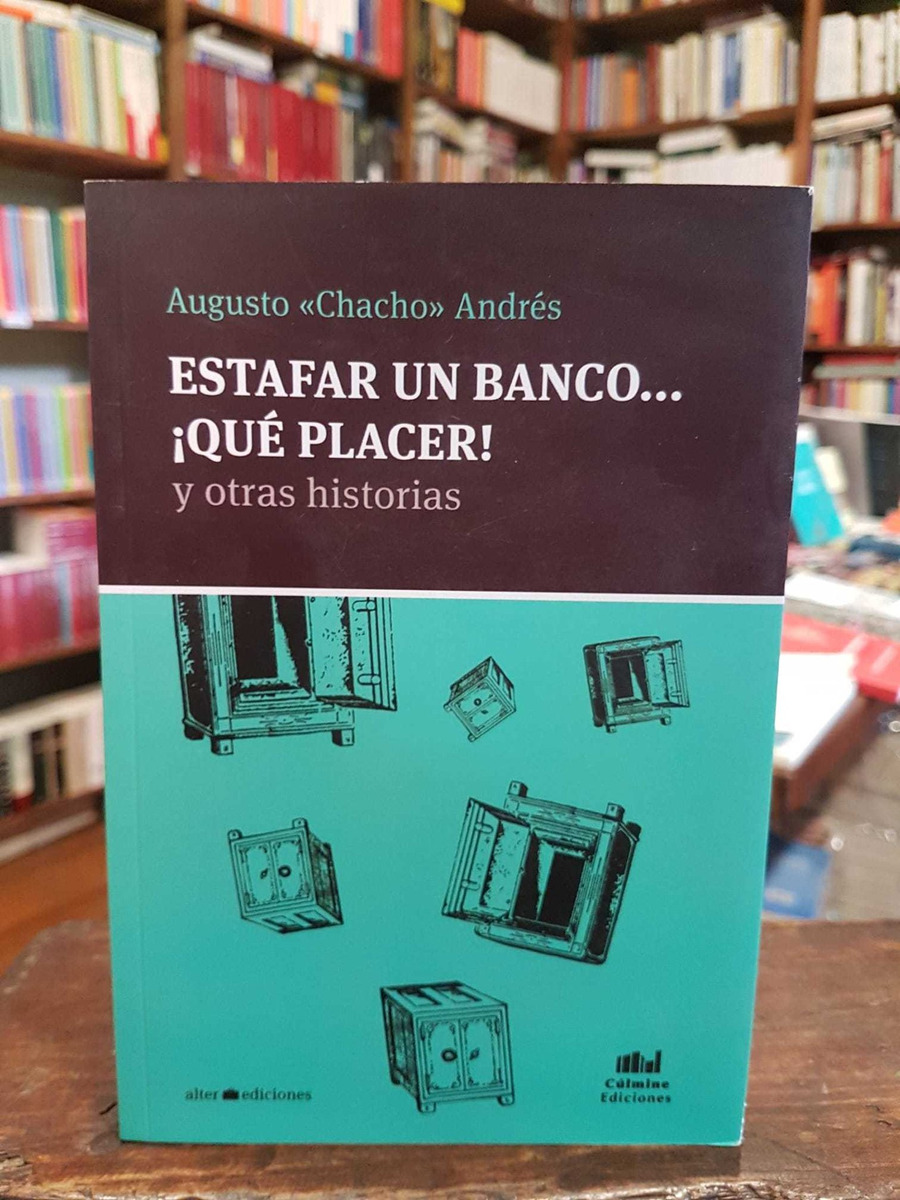 Augusto «Chacho» Andrés
ESTAFAR UN BANCO...
¡QUÉ PLACER!
y otras historias
alter ediciones
Cúlmine
Ediciones